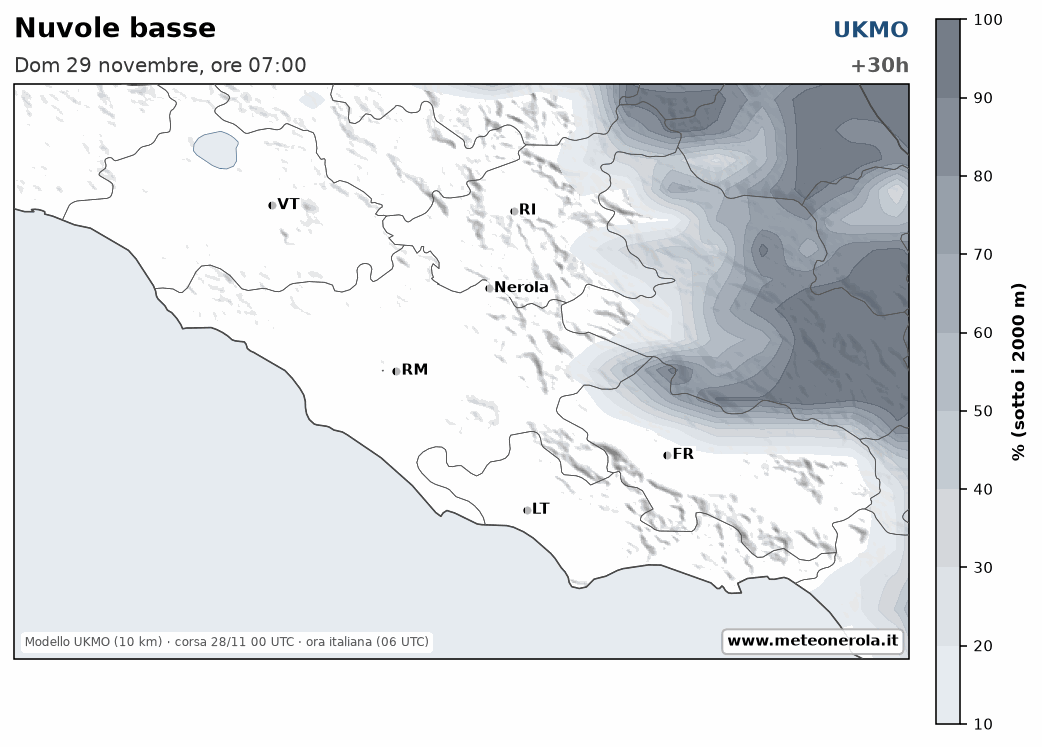 Nuvole basse
UKMO
Dom 29 novembre, ore 07:00
+30h
VT
RI
Nerola
RM
FR
LT
Modello UKMO (10 km) · corsa 28/11 00 UTC · ora italiana (06 UTC)
www.meteonerola.it
100
90
80
70
60
50
40
30
20
10
% (sotto i 2000 m)